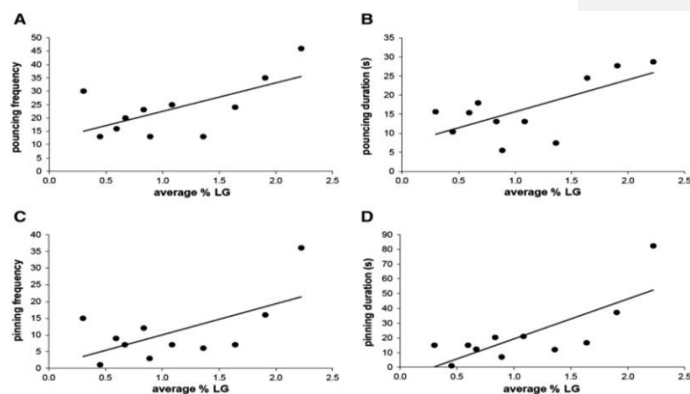 A
pouncing frequency
50
45
40
35
30
25
20
15
10
5
0
0.0 0.5 1.0 1.5 2.0 2.5
average % LG
B
pouncing duration (s)
35
30
25
20
15
10
5
0
0.0 0.5 1.0 1.5 2.0 2.5
average % LG
C
pinning frequency
40
35
30
25
20
15
10
5
0
0.0 0.5 1.0 1.5 2.0 2.5
average % LG
D
pinning duration (s)
90
80
70
60
50
40
30
20
10
0
0.0 0.5 1.0 1.5 2.0 2.5
average % LG